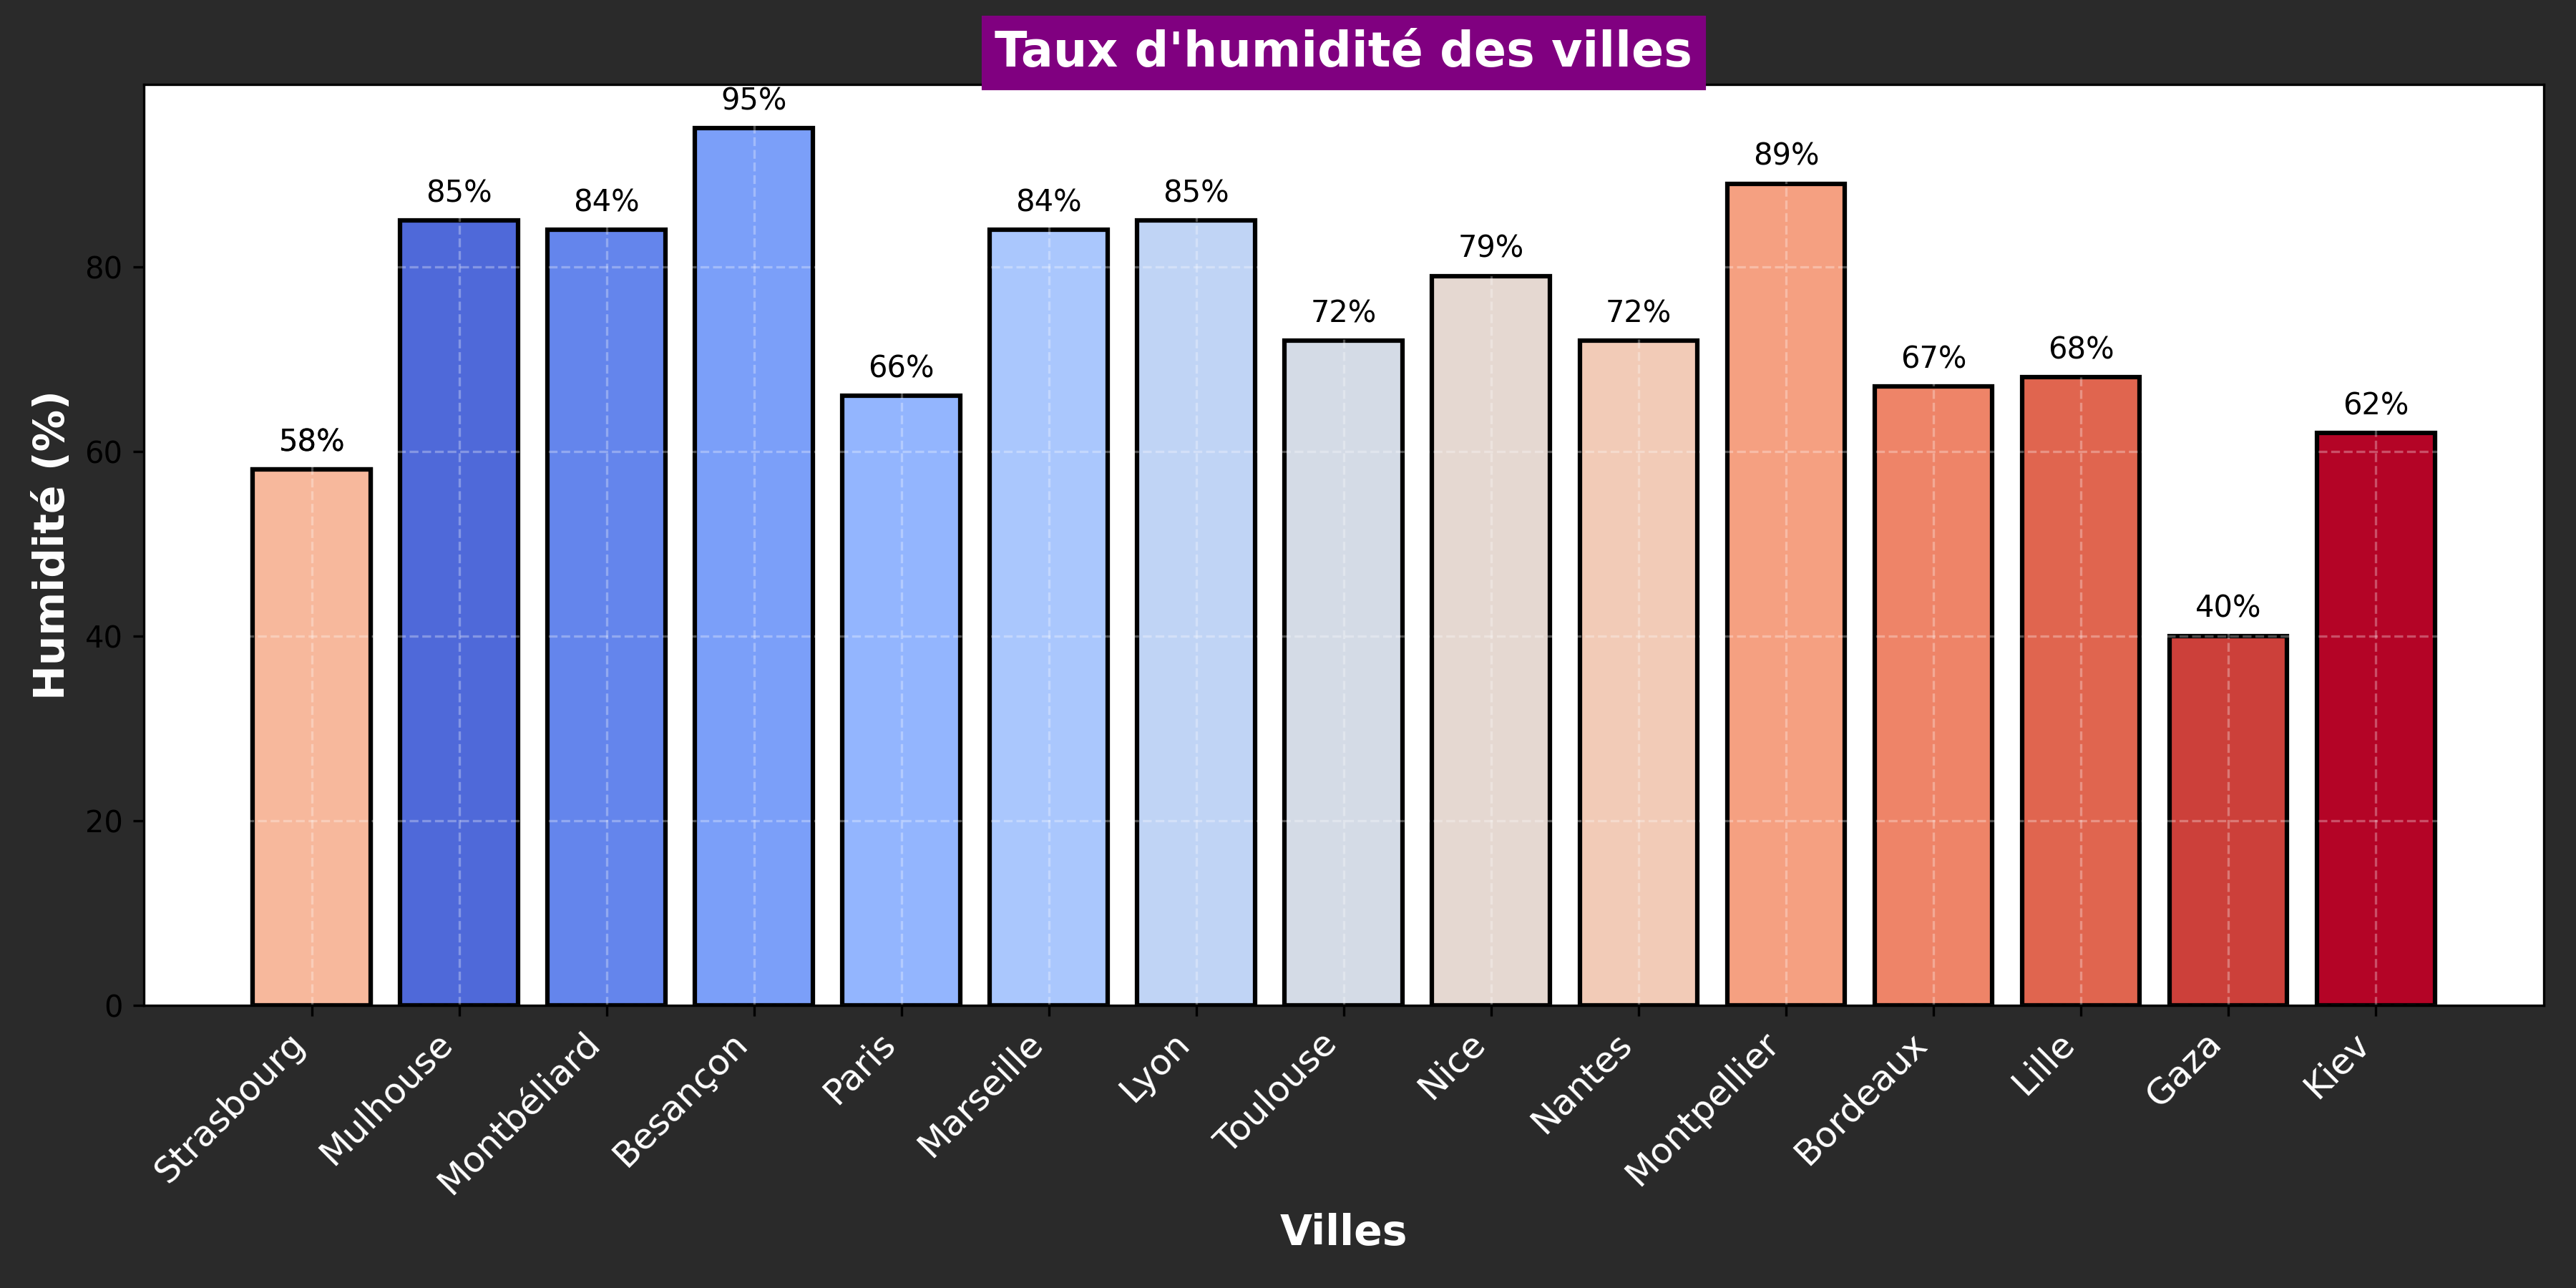 Taux d'humidité des villes
Humidité (%)
80
60
40
20
0
58%
85%
84%
95%
66%
84%
85%
72%
79%
72%
89%
67%
68%
40%
62%
Strasbourg
Mulhouse
Montbéliard
Besançon
Paris
Marseille
Lyon
Toulouse
Nice
Nantes
Montpellier
Bordeaux
Lille
Gaza
Kiev
Villes